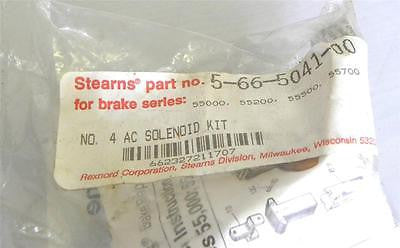 Stearns® part no. 5-66-5041-00
for brake series: 55000, 55200, 55500, 55700
NO. 4 AC SOLENOID KIT
662327211707
Rexnord Corporation, Stearns Division, Milwaukee, Wisconsin 532